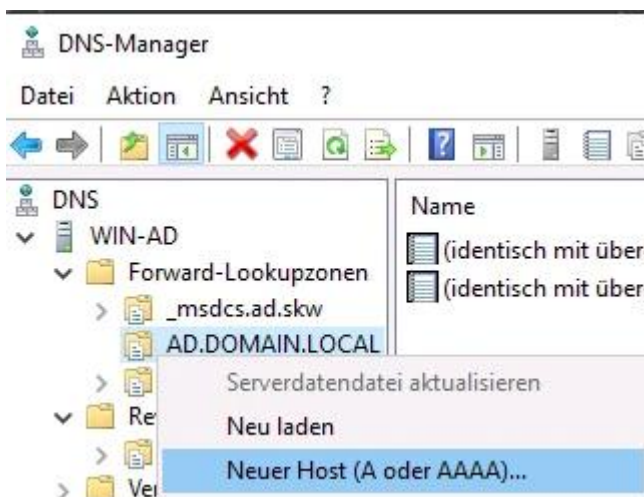 DNS-Manager
Datei Aktion Ansicht ?
DNS
WIN-AD
Forward-Lookupzonen
_msdcs.ad.skw
AD.DOMAIN.LOCAL
Re
Ver
Name
(identisch mit über
(identisch mit über
Serverdatendatei aktualisieren
Neu laden
Neuer Host (A oder AAAA)...